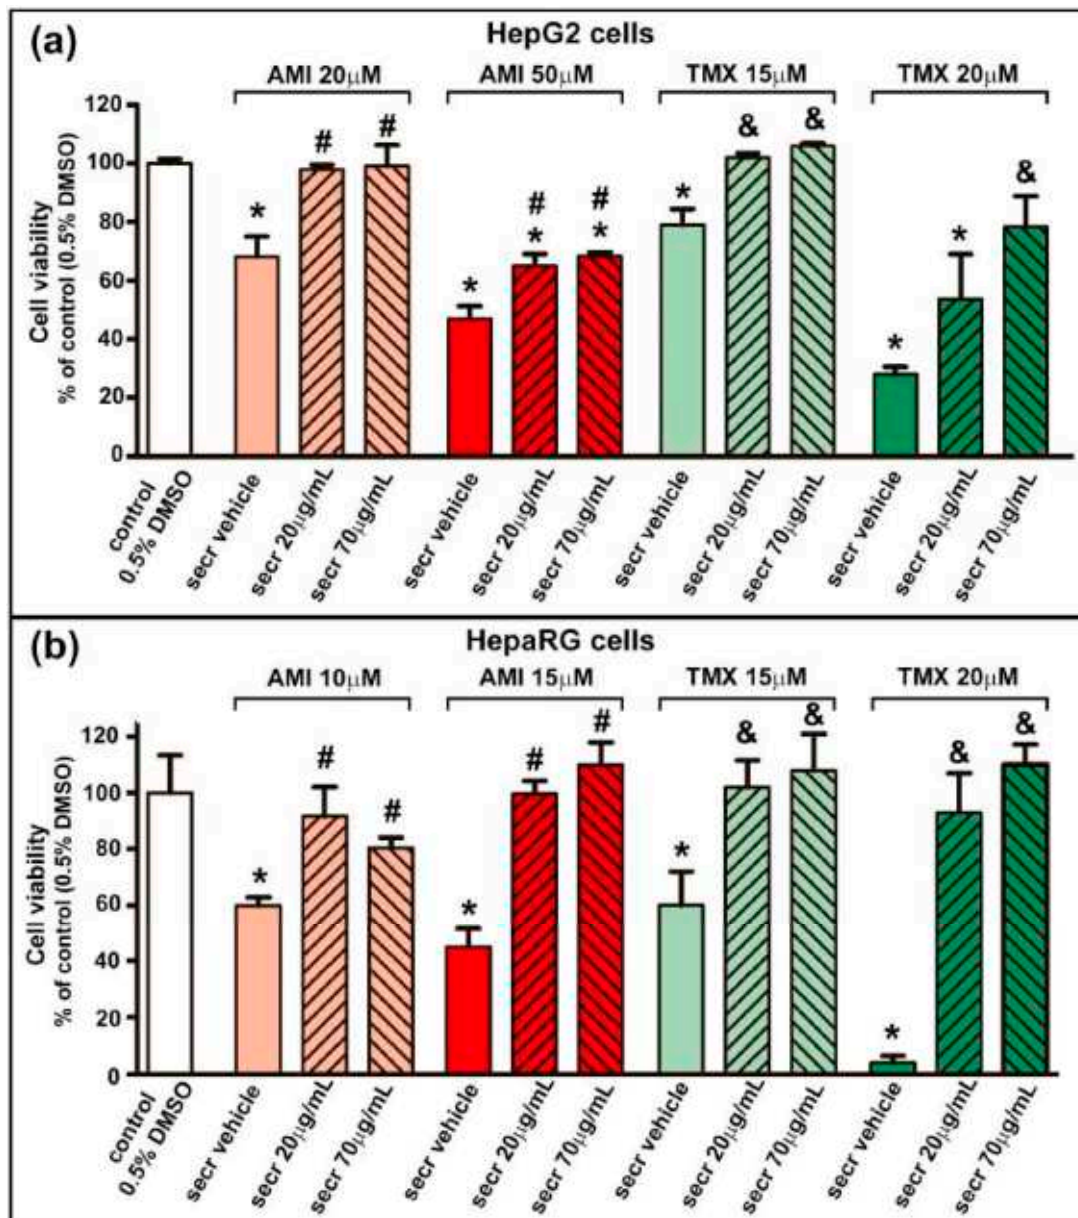 (a)
HepG2 cells
AMI 20μM AMI 50μM TMX 15μM TMX 20μM
Cell viability
% of control (0.5% DMSO)
120
100
80
60
40
20
0
# # # # & & &
* * * * * * *
control
0.5% DMSO
secr vehicle
secr 20μg/mL
secr 70μg/mL
secr vehicle
secr 20μg/mL
secr 70μg/mL
secr vehicle
secr 20μg/mL
secr 70μg/mL
secr vehicle
secr 20μg/mL
secr 70μg/mL
(b)
HepaRG cells
AMI 10μM AMI 15μM TMX 15μM TMX 20μM
Cell viability
% of control (0.5% DMSO)
120
100
80
60
40
20
0
* # # * # # * & & * & &
control
0.5% DMSO
secr vehicle
secr 20μg/mL
secr 70μg/mL
secr vehicle
secr 20μg/mL
secr 70μg/mL
secr vehicle
secr 20μg/mL
secr 70μg/mL
secr vehicle
secr 20μg/mL
secr 70μg/mL